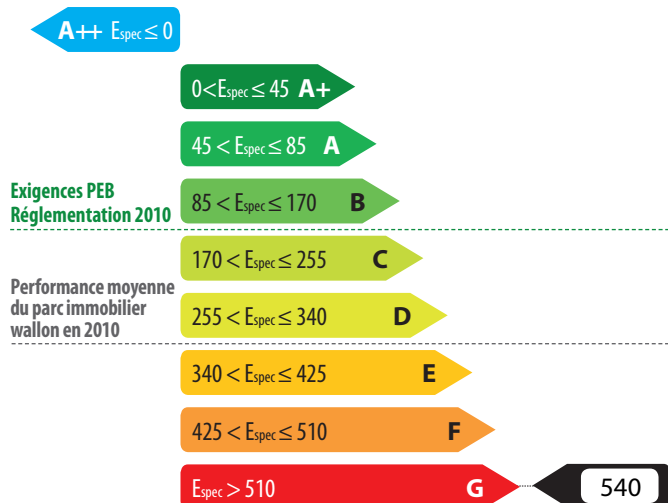 A++ Espec ≤ 0
0 < Espec ≤ 45 A+
45 < Espec ≤ 85 A
Exigences PEB
Réglementation 2010
85 < Espec ≤ 170 B
170 < Espec ≤ 255 C
Performance moyenne
du parc immobilier
wallon en 2010
255 < Espec ≤ 340 D
340 < Espec ≤ 425 E
425 < Espec ≤ 510 F
Espec > 510 G
540